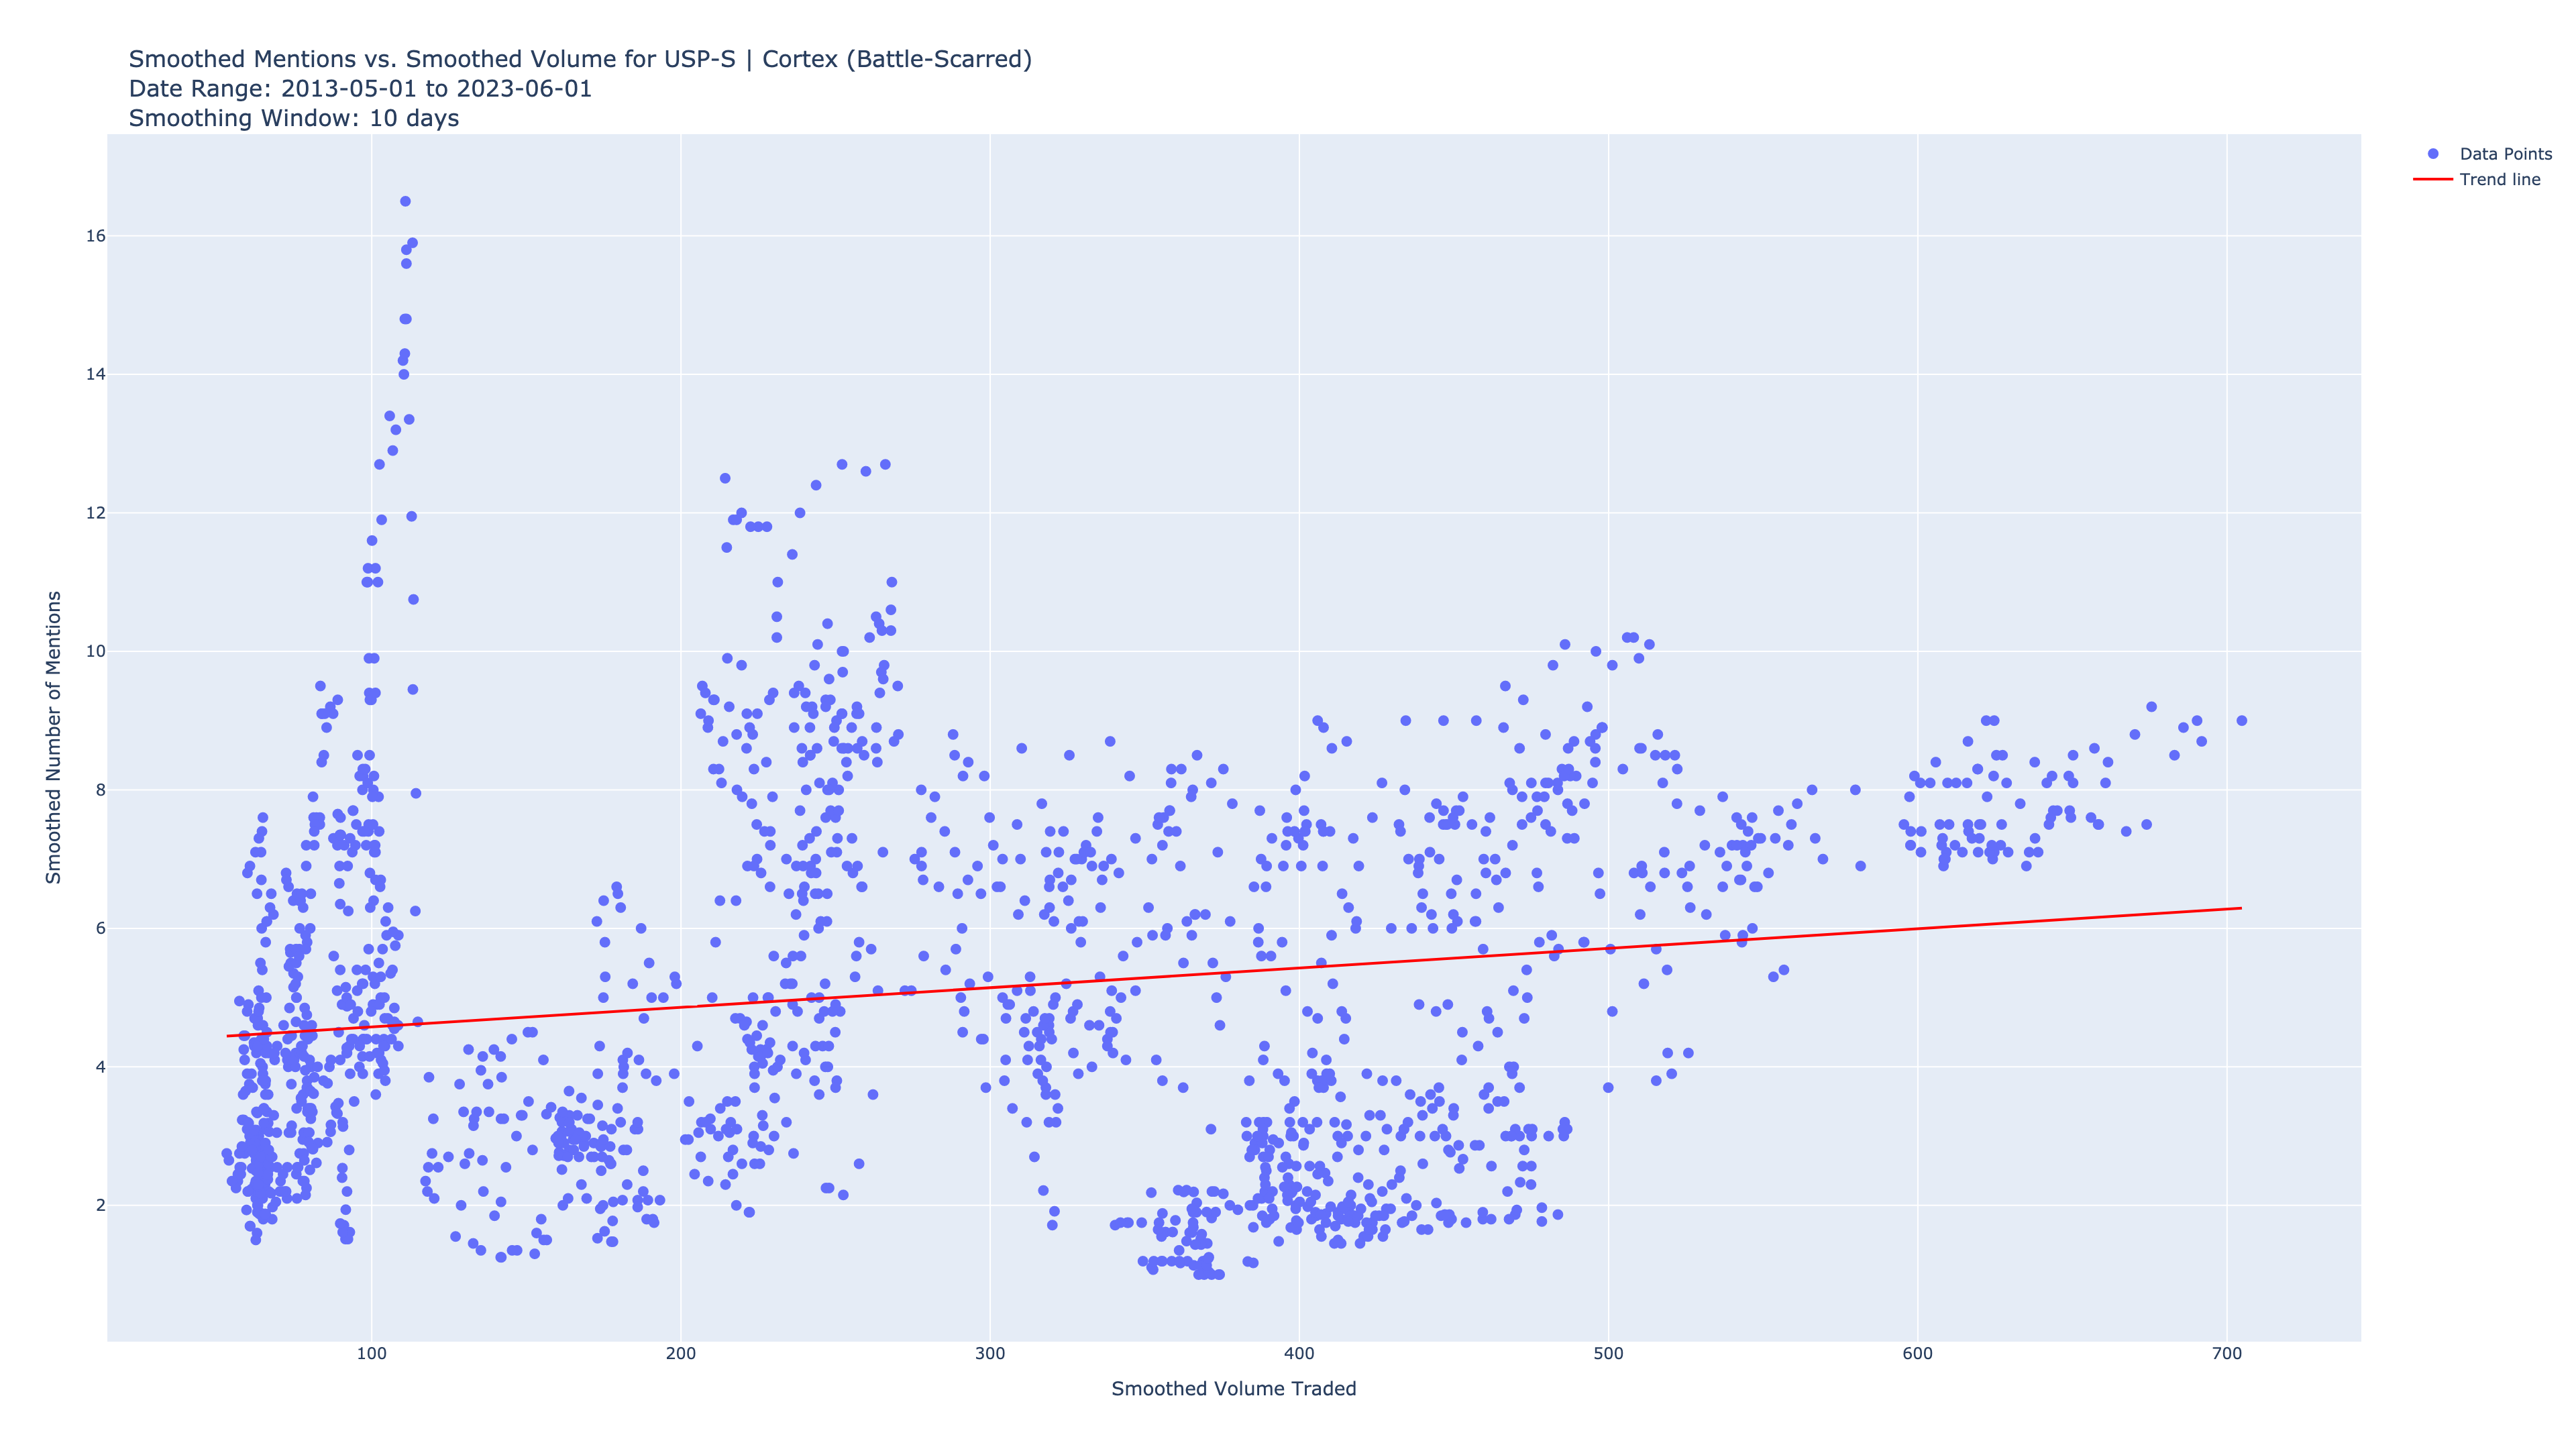 Smoothed Mentions vs. Smoothed Volume for USP-S | Cortex (Battle-Scarred)
Date Range: 2013-05-01 to 2023-06-01
Smoothing Window: 10 days
Data Points
Trend line
16
14
12
10
8
6
4
2
Smoothed Number of Mentions
100 200 300 400 500 600 700
Smoothed Volume Traded